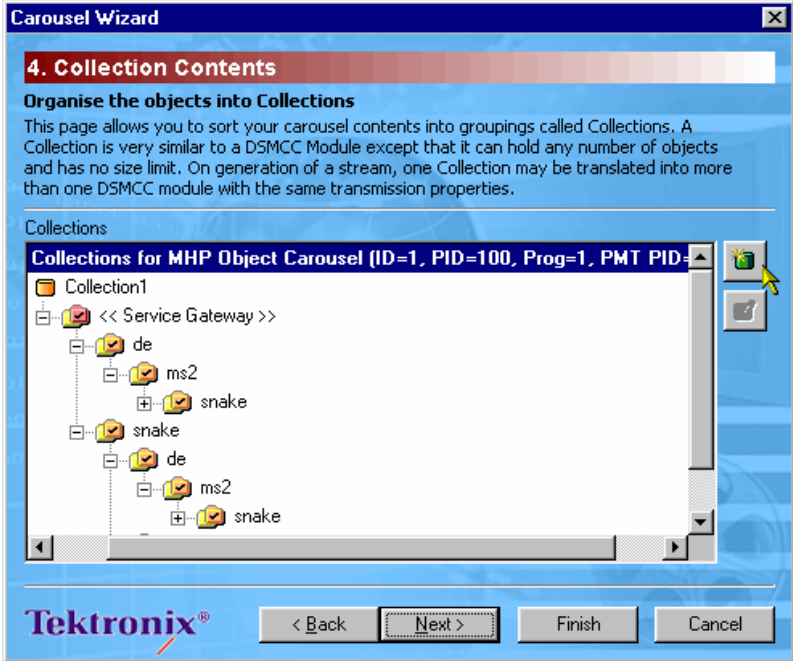 Carousel Wizard
4. Collection Contents
Organise the objects into Collections
This page allows you to sort your carousel contents into groupings called Collections. A
Collection is very similar to a DSMCC Module except that it can hold any number of objects
and has no size limit. On generation of a stream, one Collection may be translated into more
than one DSMCC module with the same transmission properties.
Collections
Collections for MHP Object Carousel (ID=1, PID=100, Prog=1, PMT PID=
Collection1
<< Service Gateway >>
de
ms2
snake
snake
de
ms2
snake
Tektronix®
< Back
Next >
Finish
Cancel